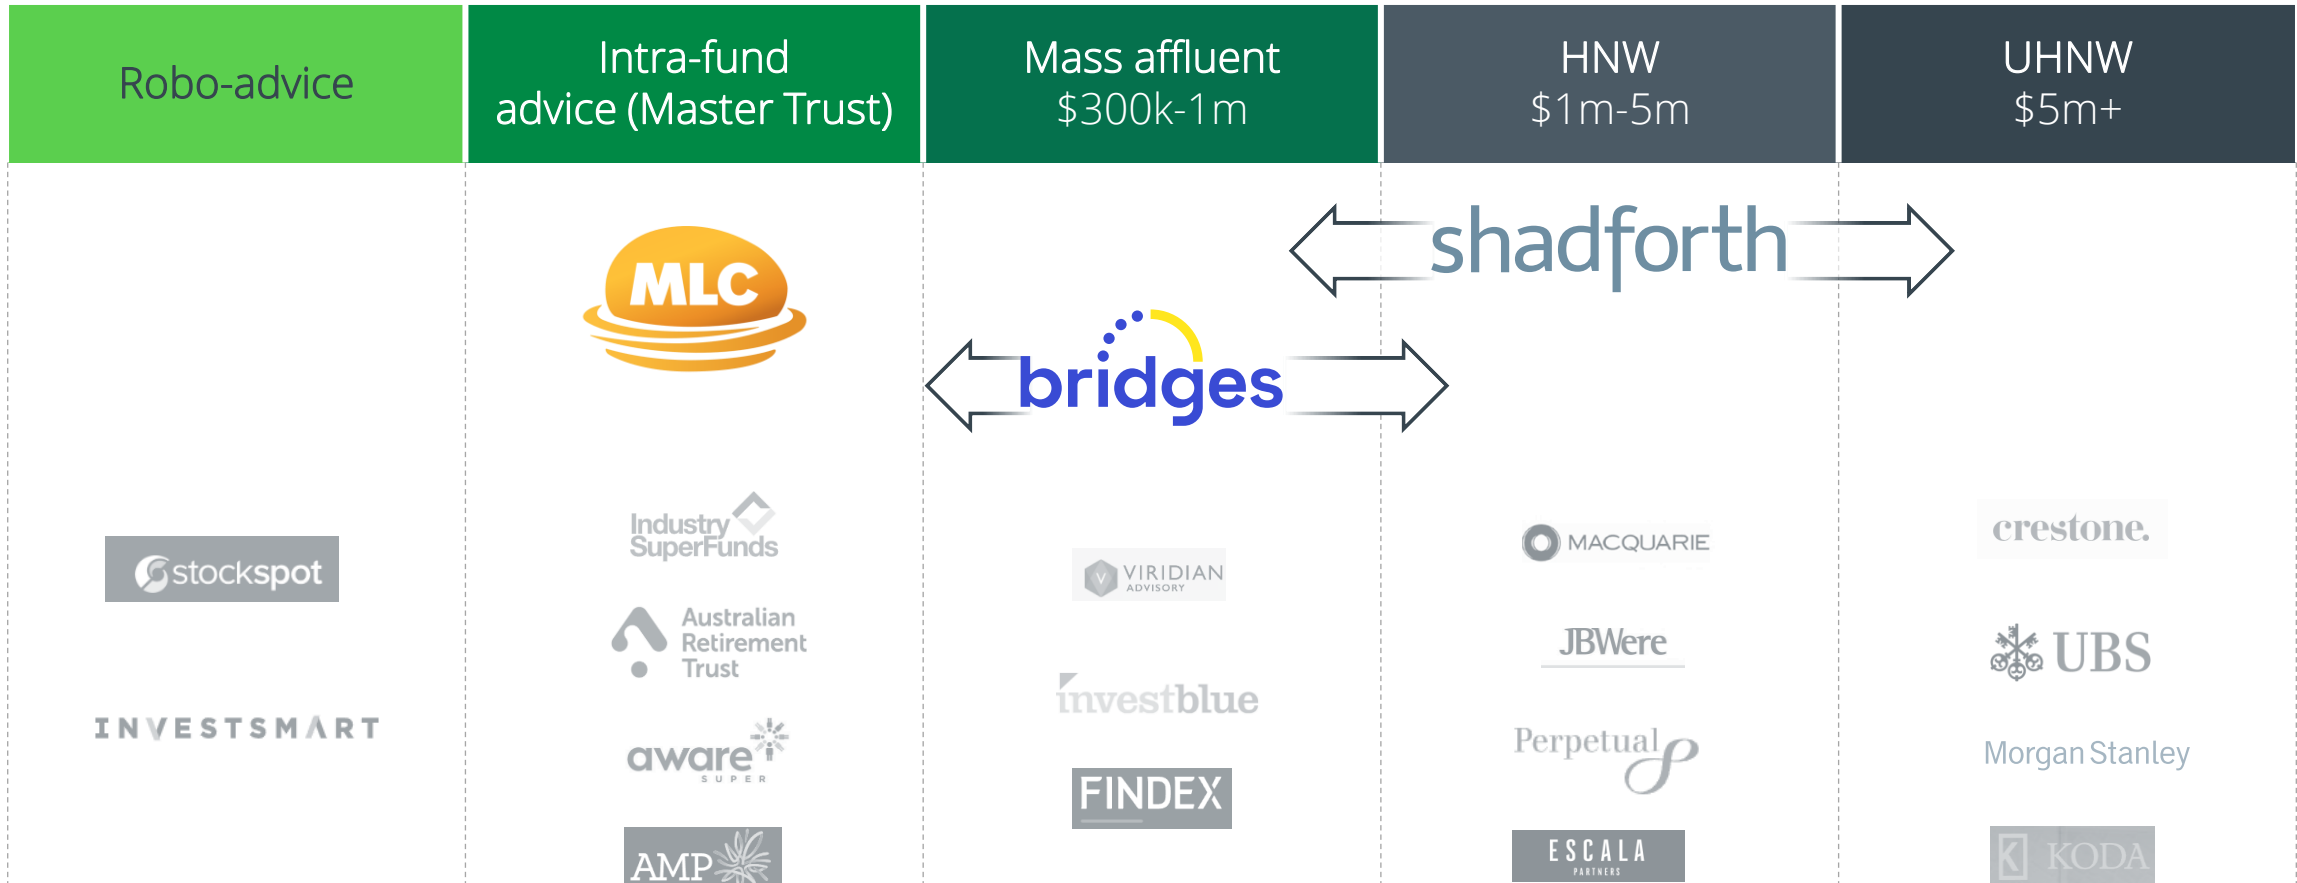 Robo-advice
Intra-fund
advice (Master Trust)
Mass affluent
$300k-1m
HNW
$1m-5m
UHNW
$5m+
MLC
shadforth
bridges
stockspot
INVESTSMART
Industry
SuperFunds
Australian
Retirement
Trust
aware
SUPER
AMP
VIRIDIAN
ADVISORY
investblue
FINDEX
MACQUARIE
JBWere
Perpetual
ESCALA
PARTNERS
crestone.
UBS
Morgan Stanley
K KODA